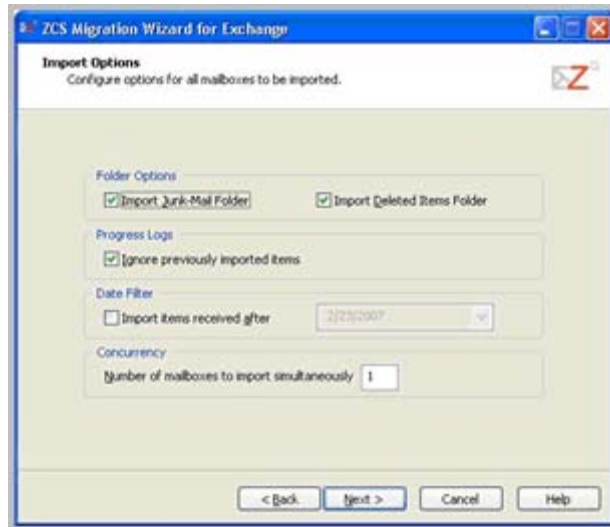 ZCS Migration Wizard for Exchange
Import Options
Configure options for all mailboxes to be imported.
Z
Folder Options
Import Junk-Mail Folder
Import Deleted Items Folder
Progress Logs
Ignore previously imported items
Date Filter
Import items received after
2/23/2007
Concurrency
Number of mailboxes to import simultaneously 1
< Back
Next >
Cancel
Help